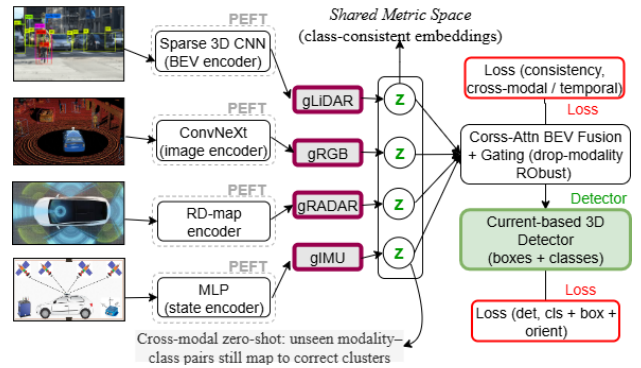 PEFT
Sparse 3D CNN
(BEV encoder)
PEFT
ConvNeXt
(image encoder)
PEFT
RD-map
encoder
PEFT
MLP
(state encoder)
gLiDAR
gRGB
gRADAR
gIMU
Shared Metric Space
(class-consistent embeddings)
z
z
z
z
Cross-modal zero-shot: unseen modality–
class pairs still map to correct clusters
Loss (consistency,
cross-modal / temporal)
Loss
Corss-Attn BEV Fusion
+ Gating (drop-modality
RObust)
Detector
Current-based 3D
Detector
(boxes + classes)
Loss
Loss (det, cls + box +
orient)